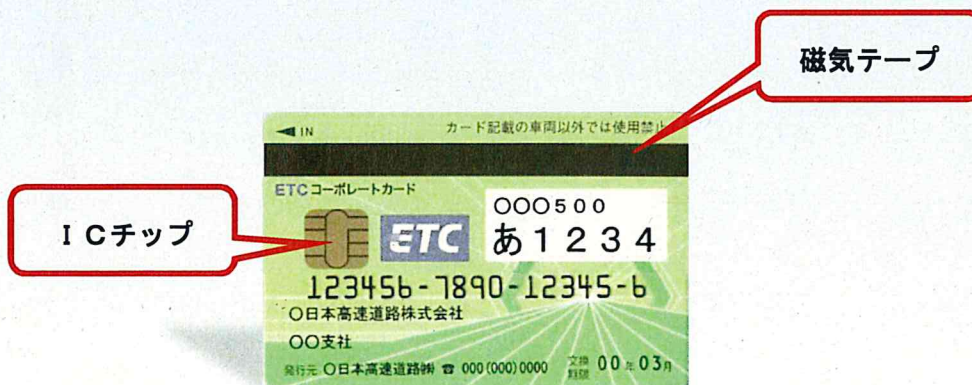 磁気テープ
◀ IN カード記載の車両以外では使用禁止
ETCコーポレートカード
ICチップ
ETC
〇〇〇500
あ1234
123456-7890-12345-6
〇日本高速道路株式会社
〇〇支社
発行元 〇日本高速道路㈱ ☎ 000(000)0000 交換期限 00年03月